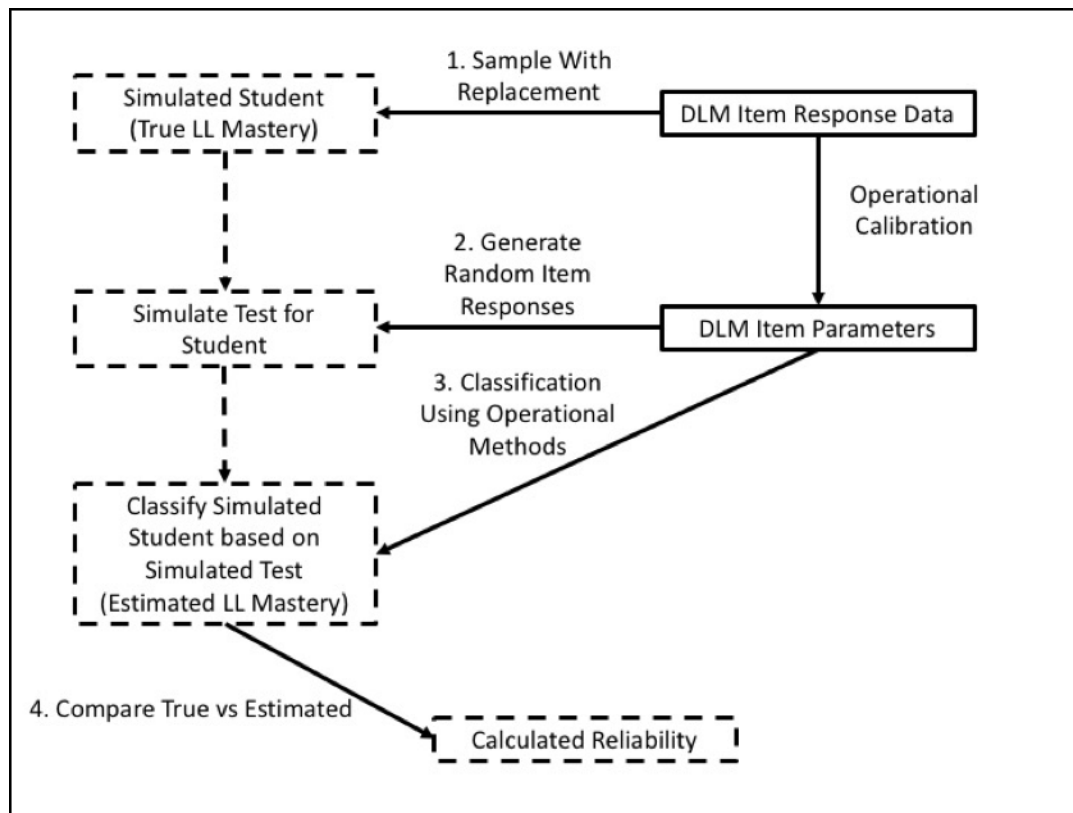 1. Sample With
Replacement
Simulated Student
(True LL Mastery)
DLM Item Response Data
Operational
Calibration
2. Generate
Random Item
Responses
Simulate Test for
Student
DLM Item Parameters
3. Classification
Using Operational
Methods
Classify Simulated
Student based on
Simulated Test
(Estimated LL Mastery)
4. Compare True vs Estimated
Calculated Reliability